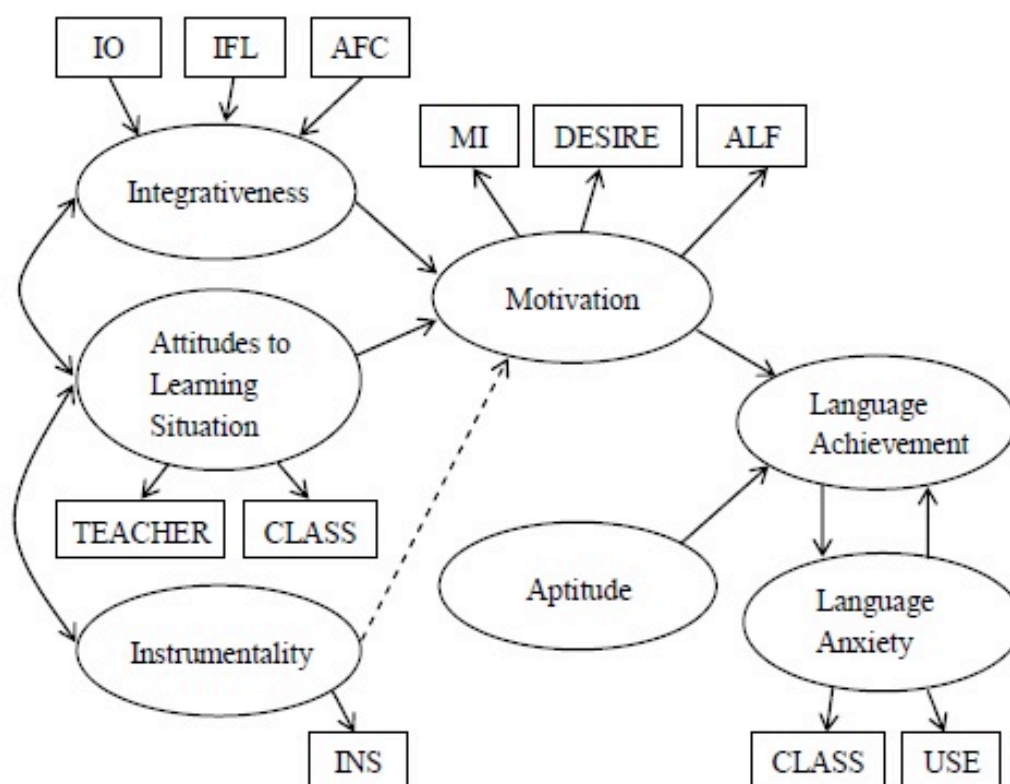 IO
IFL
AFC
MI
DESIRE
ALF
Integrativeness
Motivation
Attitudes to
Learning
Situation
Language
Achievement
TEACHER
CLASS
Aptitude
Language
Anxiety
Instrumentality
INS
CLASS
USE